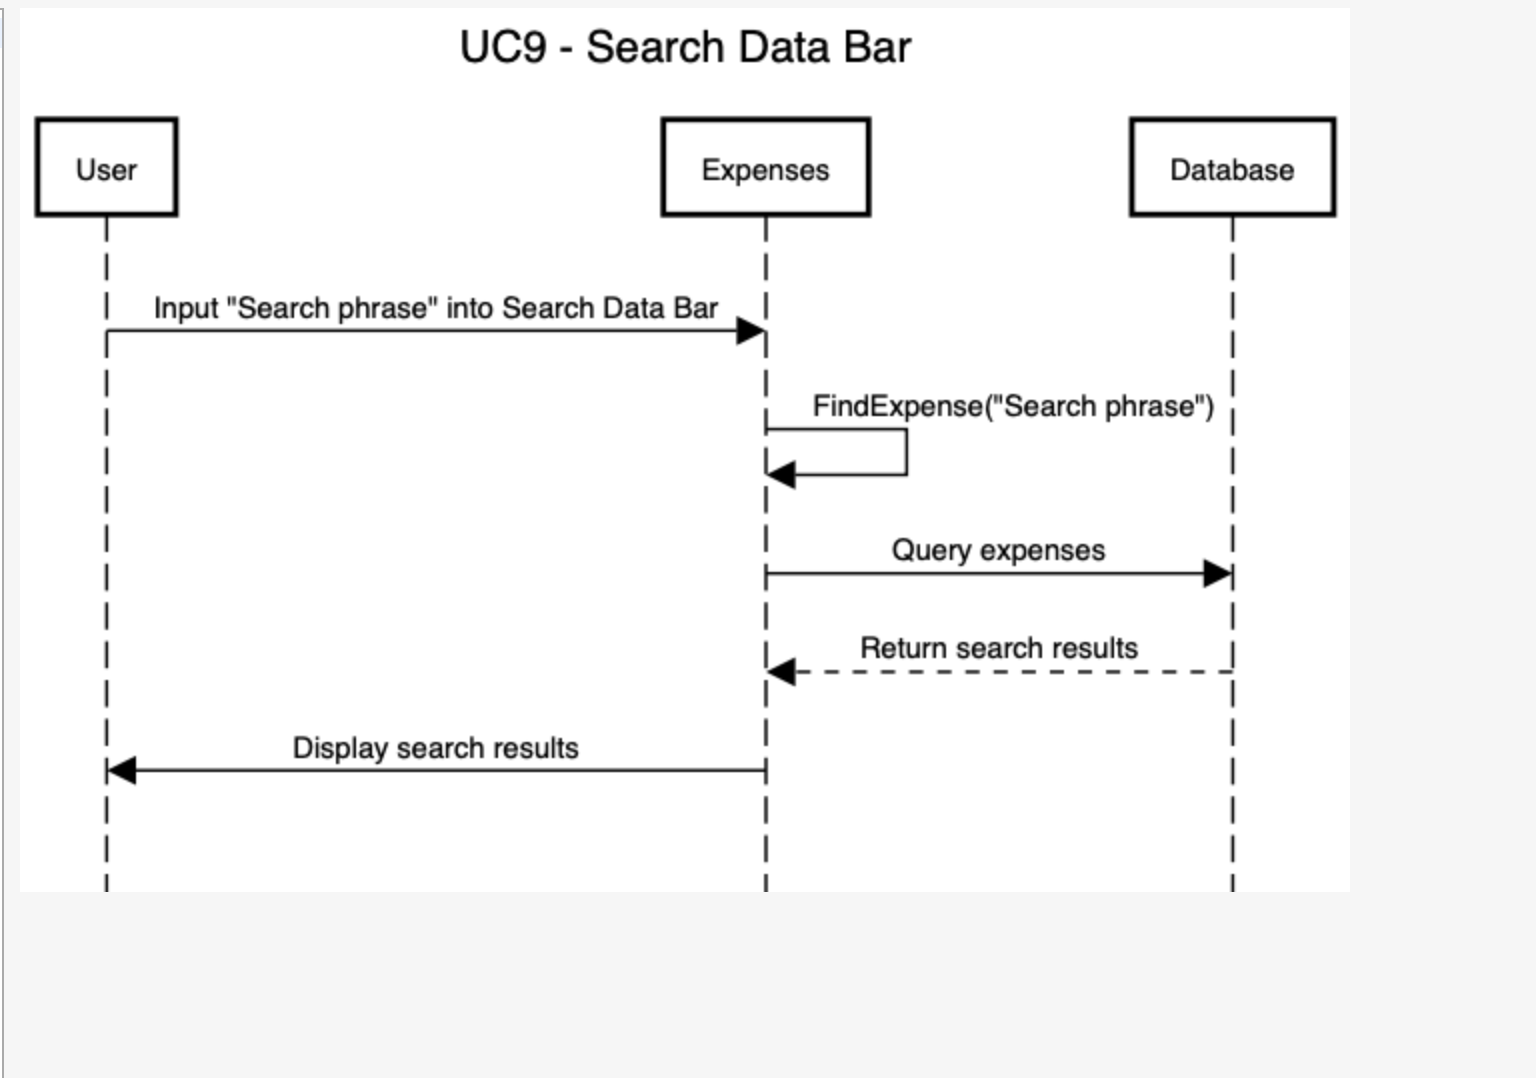 UC9 - Search Data Bar
User
Expenses
Database
Input "Search phrase" into Search Data Bar
FindExpense("Search phrase")
Query expenses
Return search results
Display search results